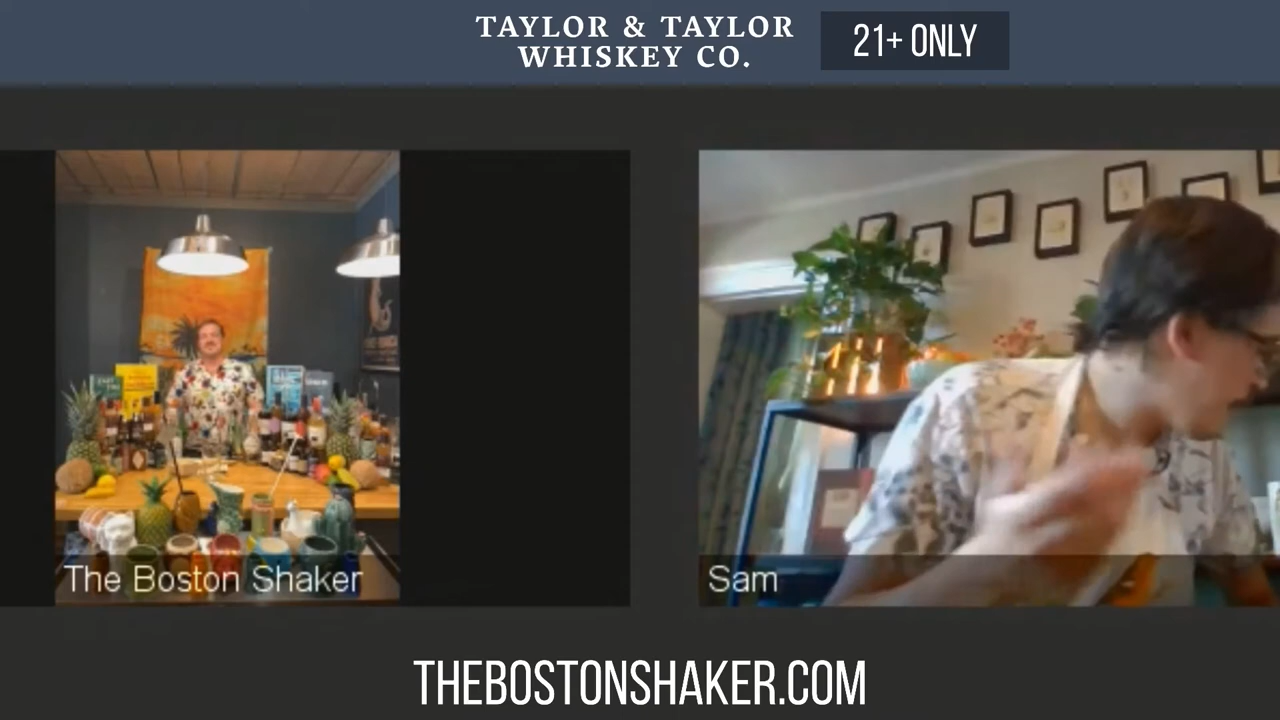 TAYLOR & TAYLOR
WHISKEY CO.
21+ ONLY
The Boston Shaker
Sam
THEBOSTONSHAKER.COM